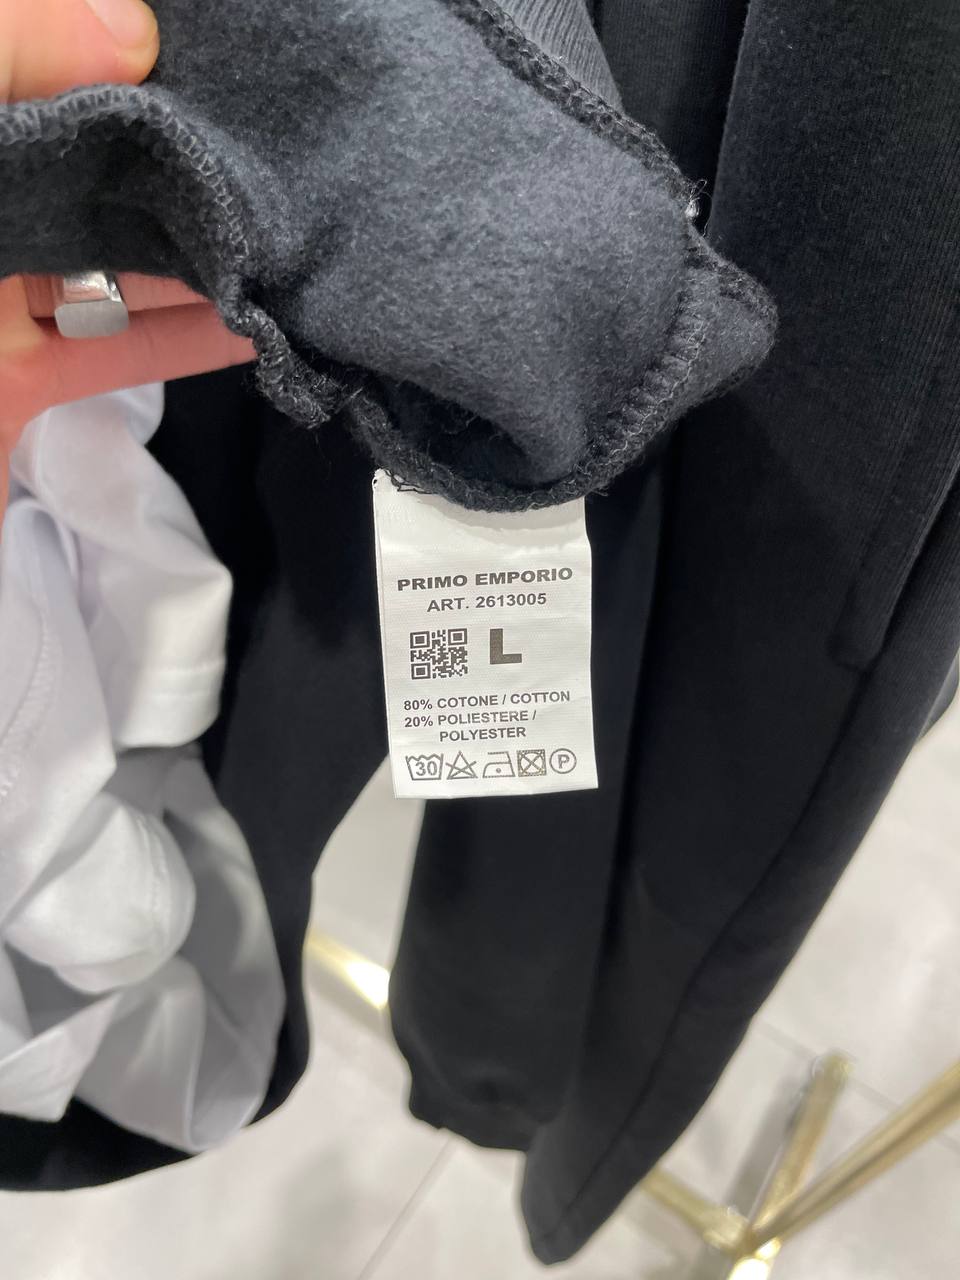 PRIMO EMPORIO
ART. 2613005
L
80% COTONE / COTTON
20% POLIESTERE /
POLYESTER
30 P